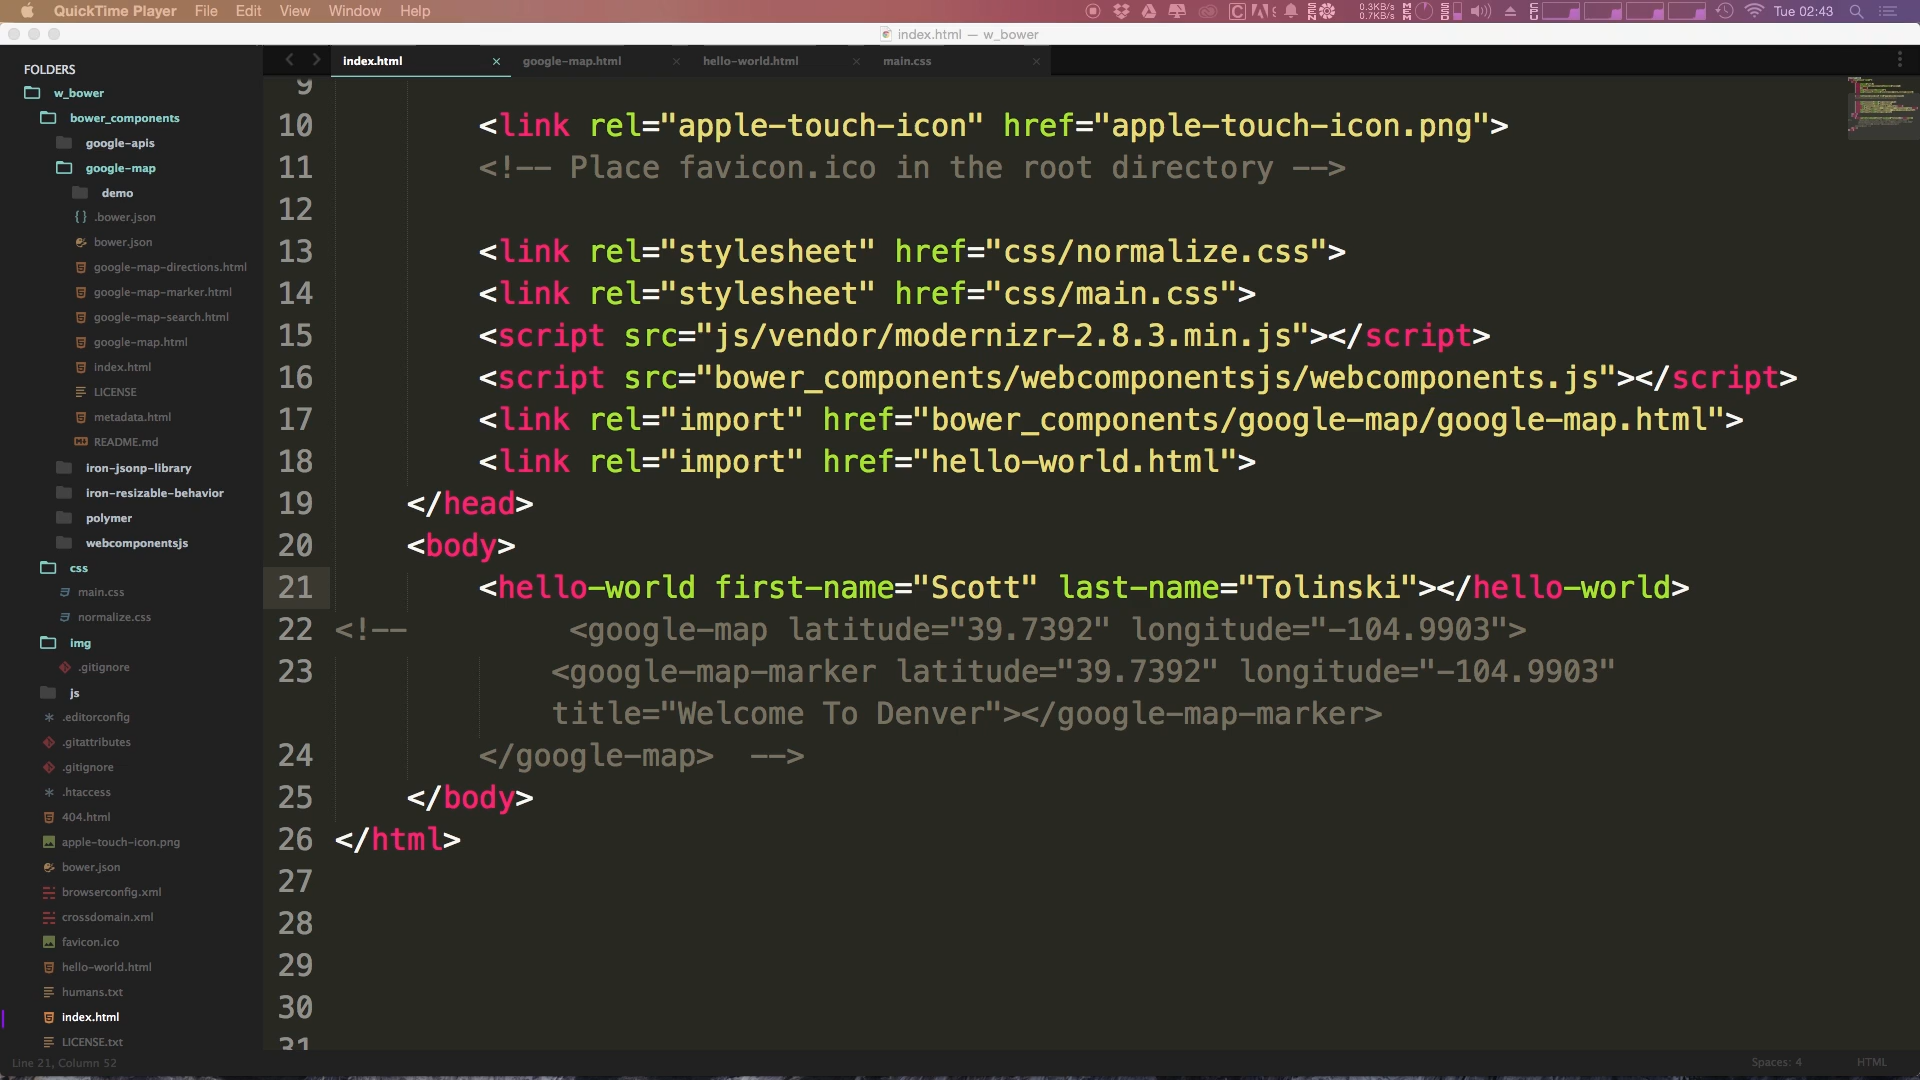 QuickTime Player File Edit View Window Help
0.3KB/s
0.7KB/s
Tue 02:43
index.html — w_bower
FOLDERS
w_bower
bower_components
google-apis
google-map
demo
.bower.json
bower.json
google-map-directions.html
google-map-marker.html
google-map-search.html
google-map.html
index.html
LICENSE
metadata.html
README.md
iron-jsonp-library
iron-resizable-behavior
polymer
webcomponentsjs
css
main.css
normalize.css
img
.gitignore
js
.editorconfig
.gitattributes
.gitignore
.htaccess
404.html
apple-touch-icon.png
bower.json
browserconfig.xml
crossdomain.xml
favicon.ico
hello-world.html
humans.txt
index.html
LICENSE.txt
index.html google-map.html hello-world.html main.css
9
10 <link rel="apple-touch-icon" href="apple-touch-icon.png">
11 <!-- Place favicon.ico in the root directory -->
12
13 <link rel="stylesheet" href="css/normalize.css">
14 <link rel="stylesheet" href="css/main.css">
15 <script src="js/vendor/modernizr-2.8.3.min.js"></script>
16 <script src="bower_components/webcomponentsjs/webcomponents.js"></script>
17 <link rel="import" href="bower_components/google-map/google-map.html">
18 <link rel="import" href="hello-world.html">
19 </head>
20 <body>
21 <hello-world first-name="Scott" last-name="Tolinski"></hello-world>
22 <!-- <google-map latitude="39.7392" longitude="-104.9903">
23 <google-map-marker latitude="39.7392" longitude="-104.9903"
title="Welcome To Denver"></google-map-marker>
24 </google-map> -->
25 </body>
26 </html>
27
28
29
30
31
Line 21, Column 52
Spaces: 4 HTML